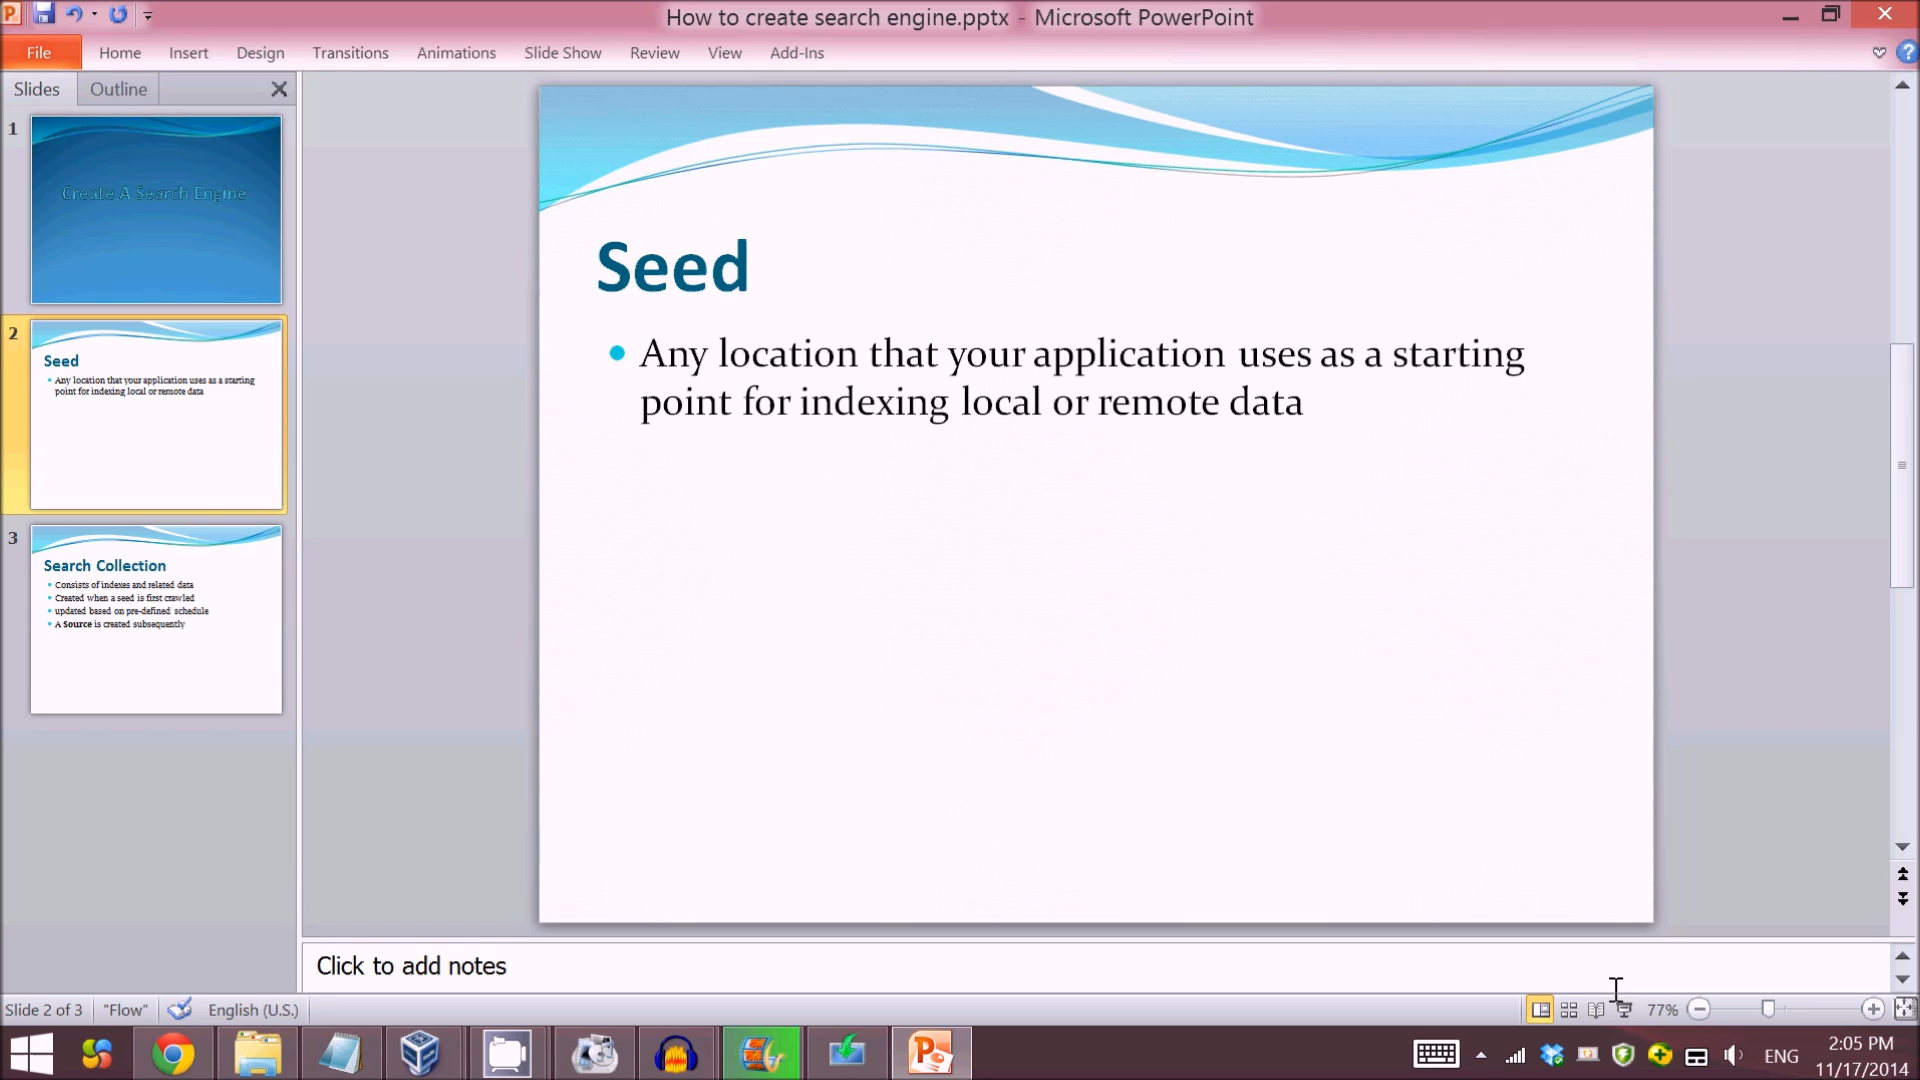 How to create search engine.pptx - Microsoft PowerPoint
File Home Insert Design Slide Show Transitions Animations Slide Show Review View Add-Ins
Slides Outline
1
Create A Search Engine
2
Seed
• Any location that your application uses as a starting
point for indexing local or remote data
3
Search Collection
• Consists of indexes and related data
• Created when a seed is first crawled
• updated based on pre-defined schedule
• A Source is created subsequently
Seed
• Any location that your application uses as a starting
point for indexing local or remote data
Click to add notes
Slide 2 of 3 "Flow" English (U.S.) 77%
ENG 2:05 PM
11/17/2014